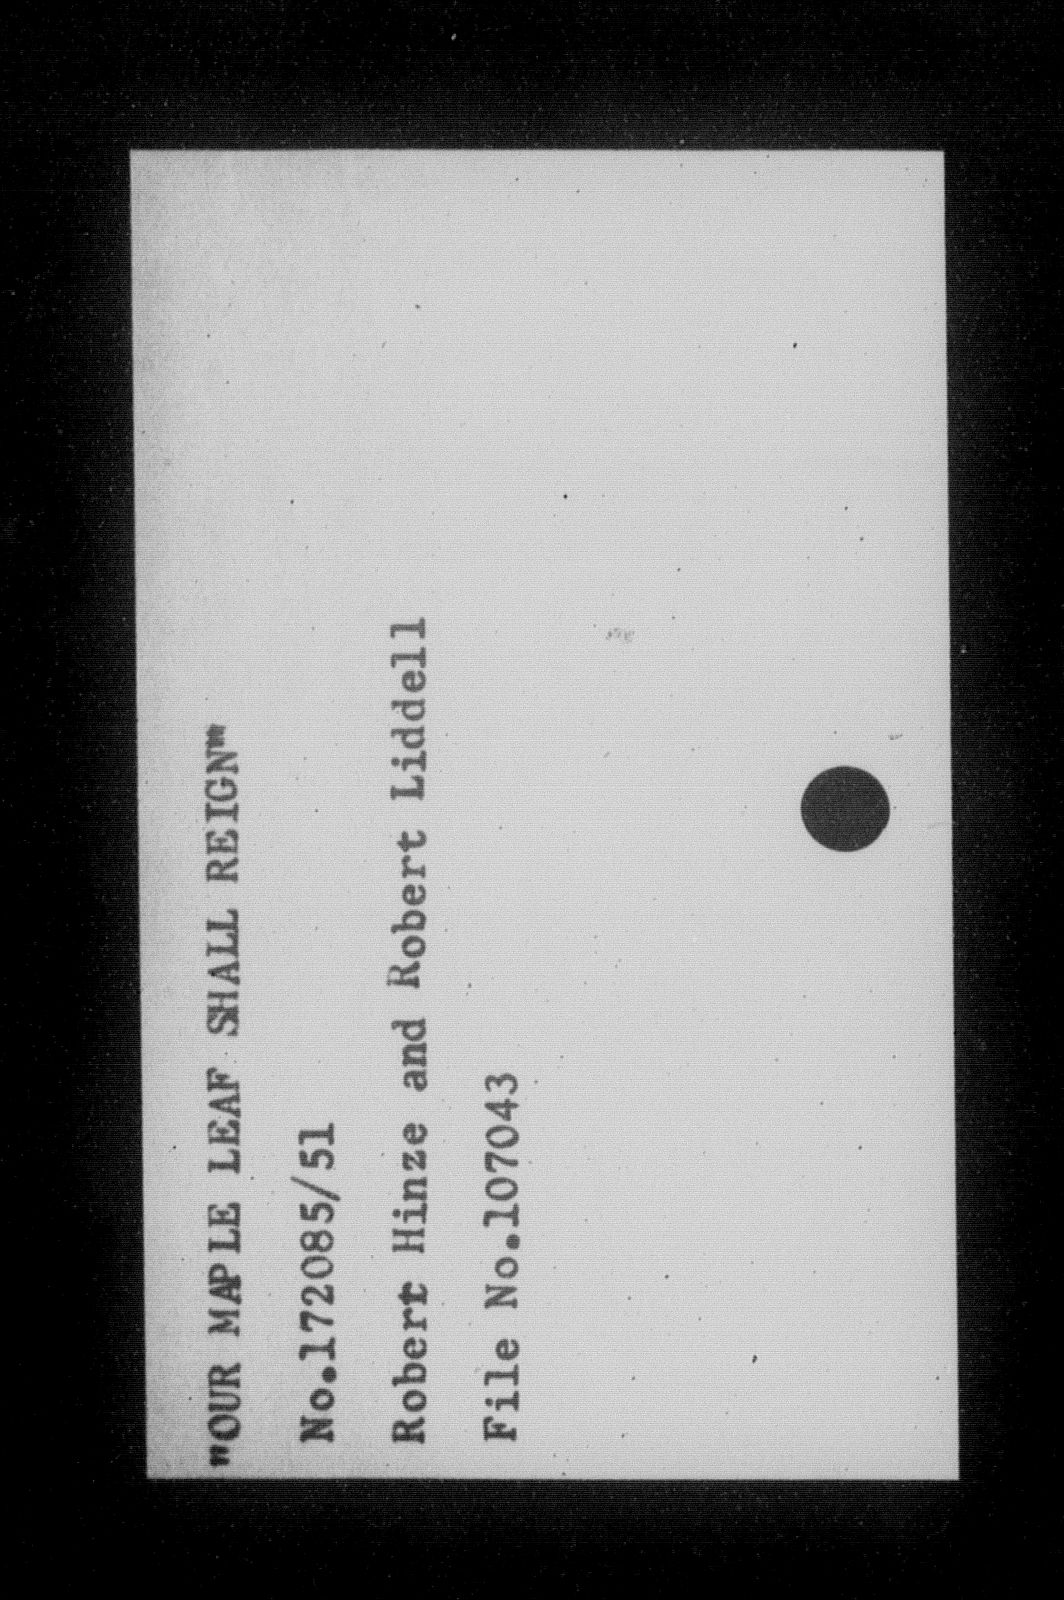 "OUR MAPLE LEAF SHALL REIGN"
No.172085/51
Robert Hinze and Robert Liddell
File No.107043